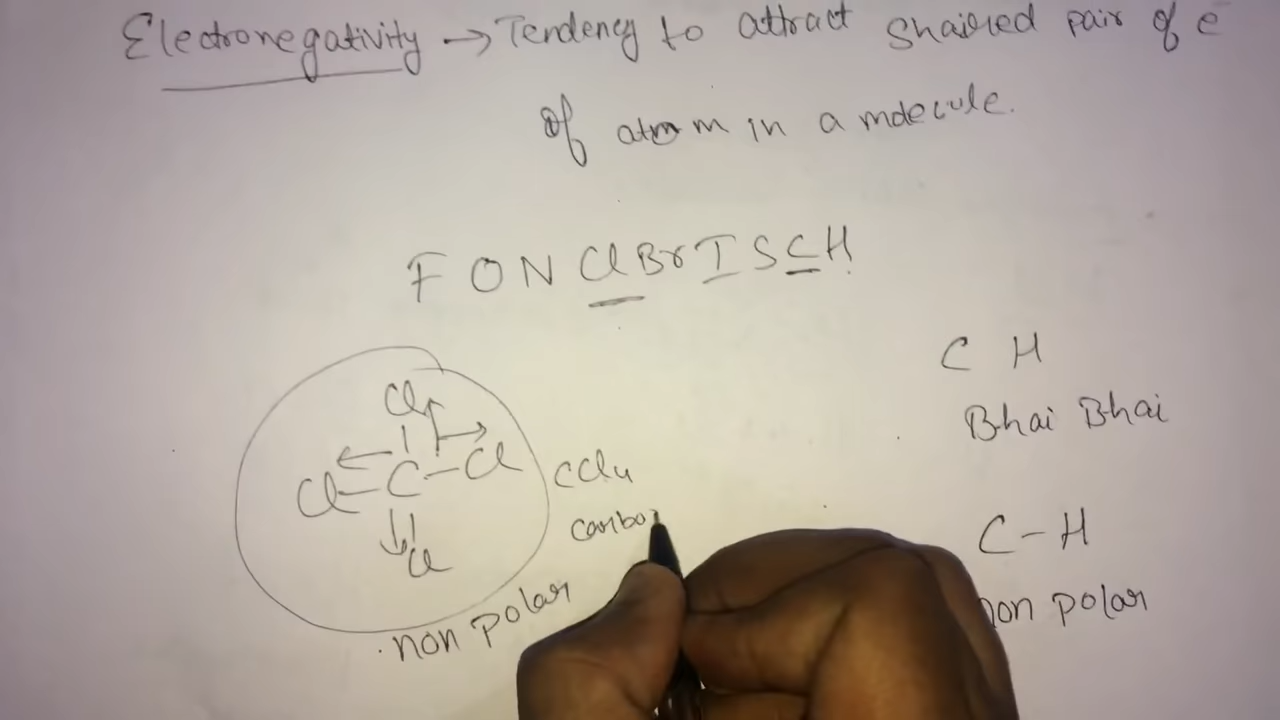 Electronegativity → Tendency to attract Shaired pair of e
of atom in a molecule.
F O N Cl Br I S C H
Cl
Cl - C - Cl
Cl
CCl4
Carbo
non polar
C H
Bhai Bhai
C - H
non polar